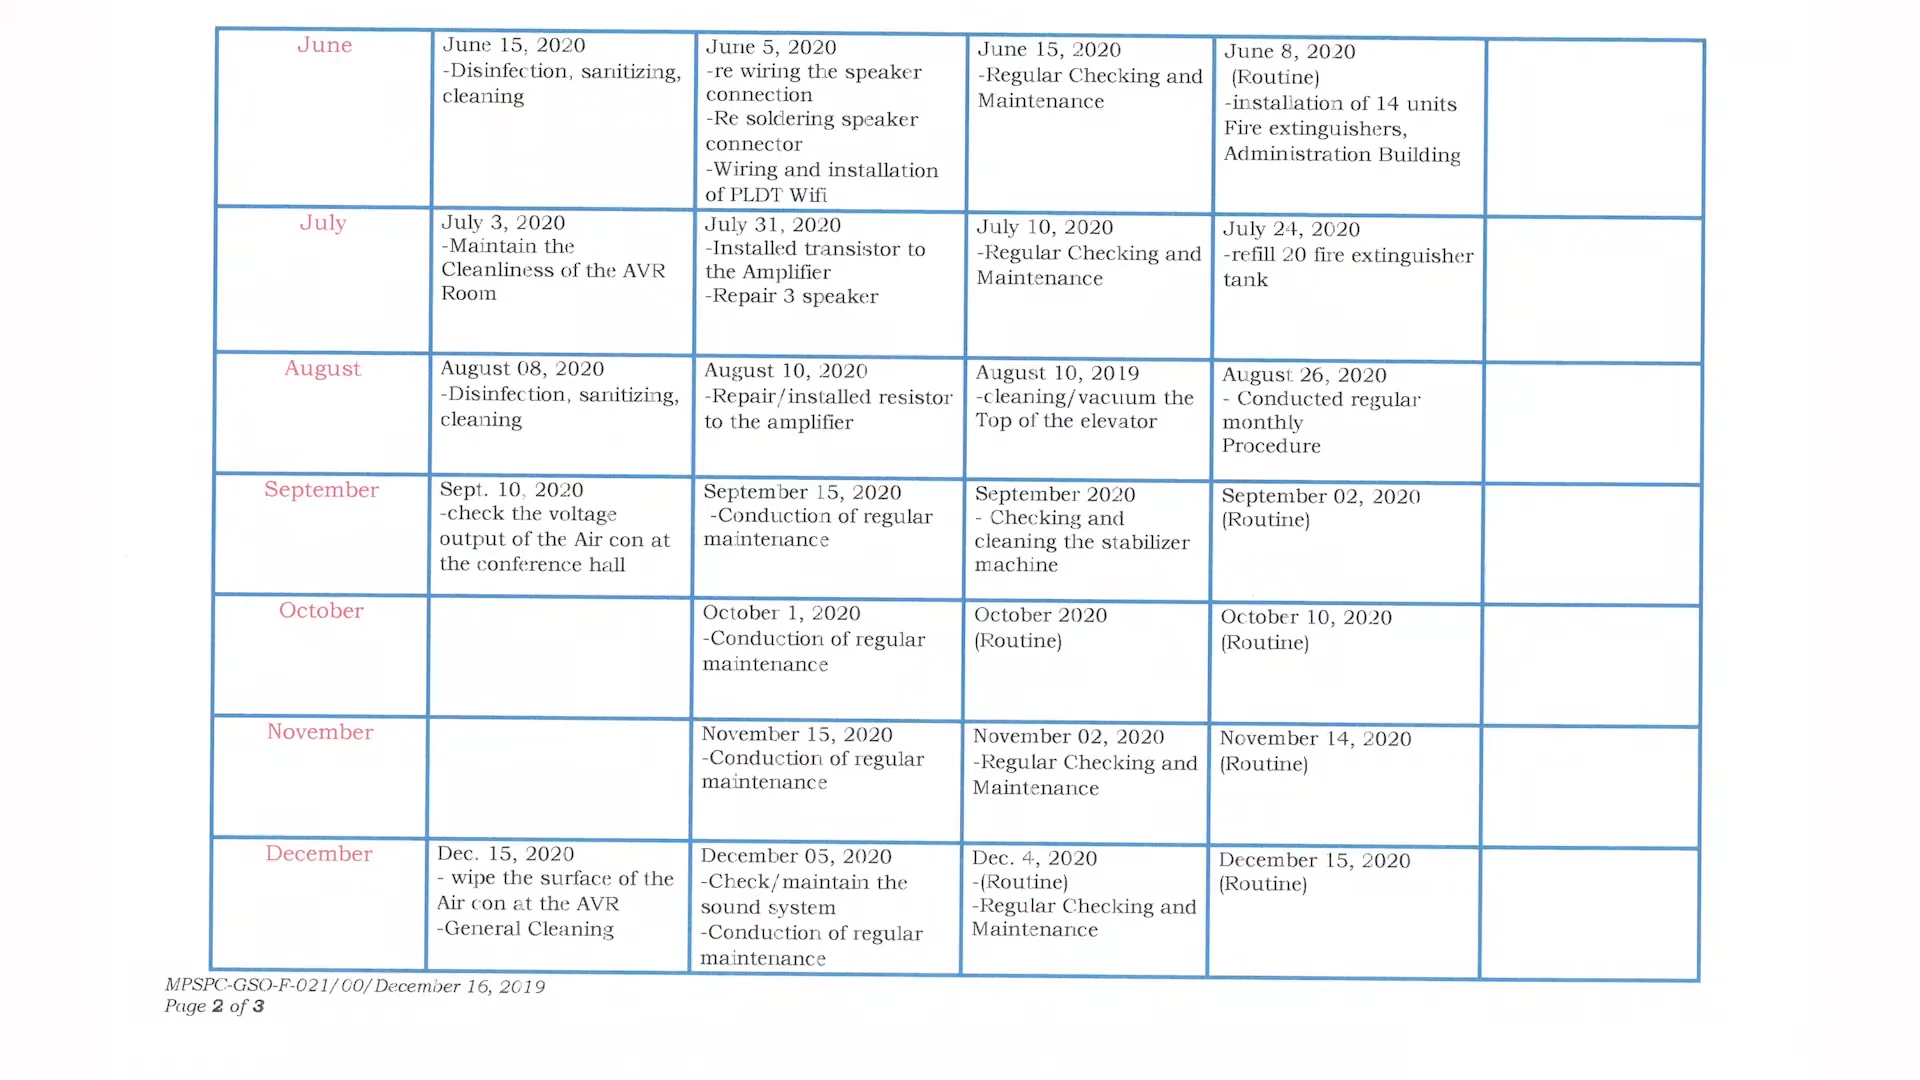 June
June 15, 2020
-Disinfection, sanitizing,
cleaning
June 5, 2020
-re wiring the speaker
connection
-Re soldering speaker
connector
-Wiring and installation
of PLDT Wifi
June 15, 2020
-Regular Checking and
Maintenance
June 8, 2020
(Routine)
-installation of 14 units
Fire extinguishers,
Administration Building
July
July 3, 2020
-Maintain the
Cleanliness of the AVR
Room
July 31, 2020
-Installed transistor to
the Amplifier
-Repair 3 speaker
July 10, 2020
-Regular Checking and
Maintenance
July 24, 2020
-refill 20 fire extinguisher
tank
August
August 08, 2020
-Disinfection, sanitizing,
cleaning
August 10, 2020
-Repair/installed resistor
to the amplifier
August 10, 2019
-cleaning/vacuum the
Top of the elevator
August 26, 2020
- Conducted regular
monthly
Procedure
September
Sept. 10, 2020
-check the voltage
output of the Air con at
the conference hall
September 15, 2020
-Conduction of regular
maintenance
September 2020
- Checking and
cleaning the stabilizer
machine
September 02, 2020
(Routine)
October
October 1, 2020
-Conduction of regular
maintenance
October 2020
(Routine)
October 10, 2020
(Routine)
November
November 15, 2020
-Conduction of regular
maintenance
November 02, 2020
-Regular Checking and
Maintenance
November 14, 2020
(Routine)
December
Dec. 15, 2020
- wipe the surface of the
Air con at the AVR
-General Cleaning
December 05, 2020
-Check/maintain the
sound system
-Conduction of regular
maintenance
Dec. 4, 2020
-(Routine)
-Regular Checking and
Maintenance
December 15, 2020
(Routine)
MPSPC-GSO-F-021/00/December 16, 2019
Page 2 of 3